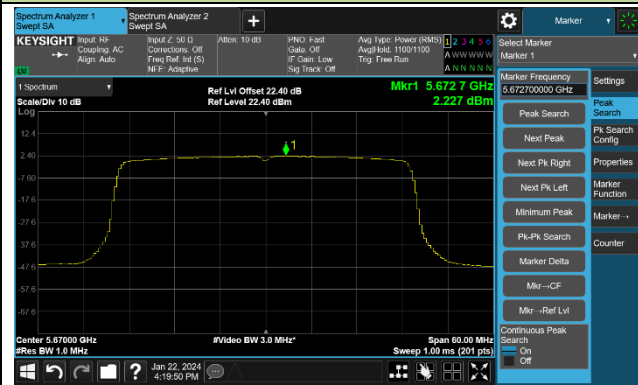 Spectrum Analyzer 1
Swept SA
Spectrum Analyzer 2
Swept SA
+
Marker
KEYSIGHT
Input: RF
Coupling: AC
Align: Auto
Input Z: 50 Ω
Corrections: Off
Freq Ref: Int (S)
NFE: Adaptive
Atten: 10 dB
PNO: Fast
Gate: Off
IF Gain: Low
Sig Track: Off
Avg Type: Power (RMS)
Avg|Hold: 1100/1100
Trig: Free Run
1 2 3 4 5 6
A W W W W W
A N N N N N
LXI
Select Marker
Marker 1
1 Spectrum
Scale/Div 10 dB
Log
Ref Lvl Offset 22.40 dB
Ref Level 22.40 dBm
Mkr1 5.672 7 GHz
2.227 dBm
12.4
2.40
-7.60
-17.6
-27.6
-37.6
-47.6
-57.6
-67.6
1
Center 5.67000 GHz
#Res BW 1.0 MHz
#Video BW 3.0 MHz*
Span 60.00 MHz
Sweep 1.00 ms (201 pts)
Marker Frequency
5.672700000 GHz
Peak Search
Next Peak
Next Pk Right
Next Pk Left
Minimum Peak
Pk-Pk Search
Marker Delta
Mkr→CF
Mkr→Ref Lvl
Continuous Peak
Search
On
Off
Settings
Peak
Search
Pk Search
Config
Properties
Marker
Function
Marker→
Counter
?
Jan 22, 2024
4:19:50 PM